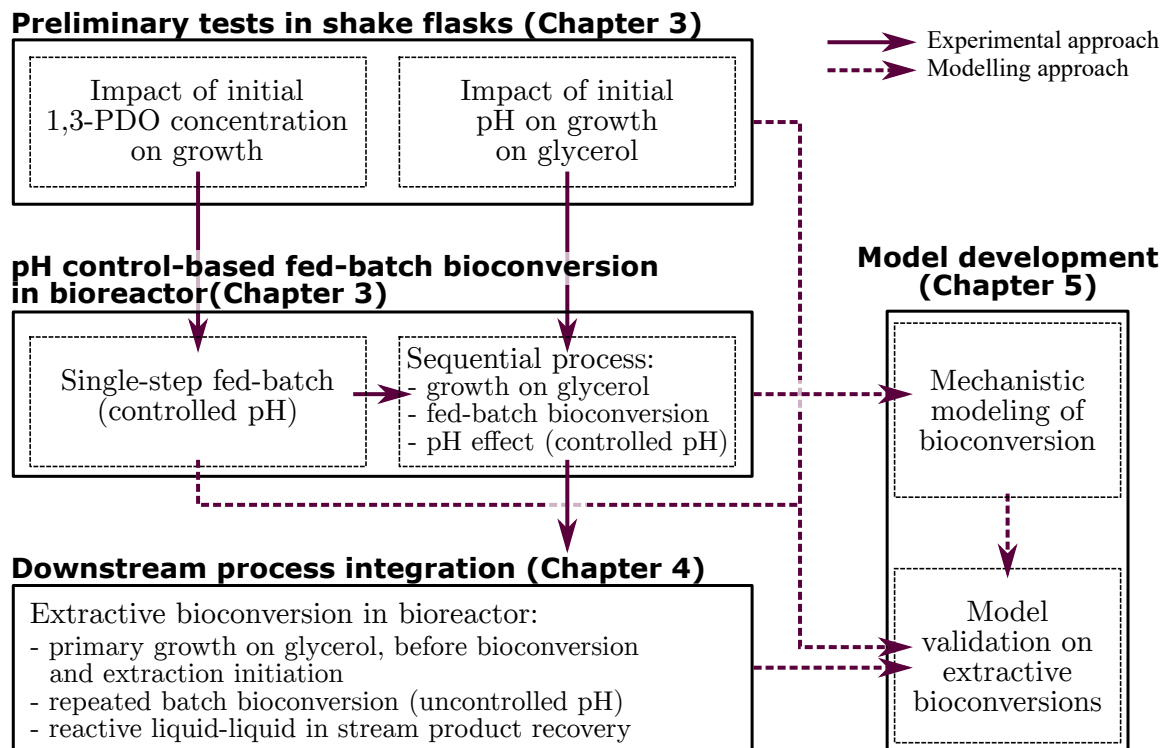 Preliminary tests in shake flasks (Chapter 3)
Experimental approach
Modelling approach
Impact of initial
1,3-PDO concentration
on growth
Impact of initial
pH on growth
on glycerol
pH control-based fed-batch bioconversion
in bioreactor(Chapter 3)
Single-step fed-batch
(controlled pH)
Sequential process:
- growth on glycerol
- fed-batch bioconversion
- pH effect (controlled pH)
Model development
(Chapter 5)
Mechanistic
modeling of
bioconversion
Model
validation on
extractive
bioconversions
Downstream process integration (Chapter 4)
Extractive bioconversion in bioreactor:
- primary growth on glycerol, before bioconversion
and extraction initiation
- repeated batch bioconversion (uncontrolled pH)
- reactive liquid-liquid in stream product recovery